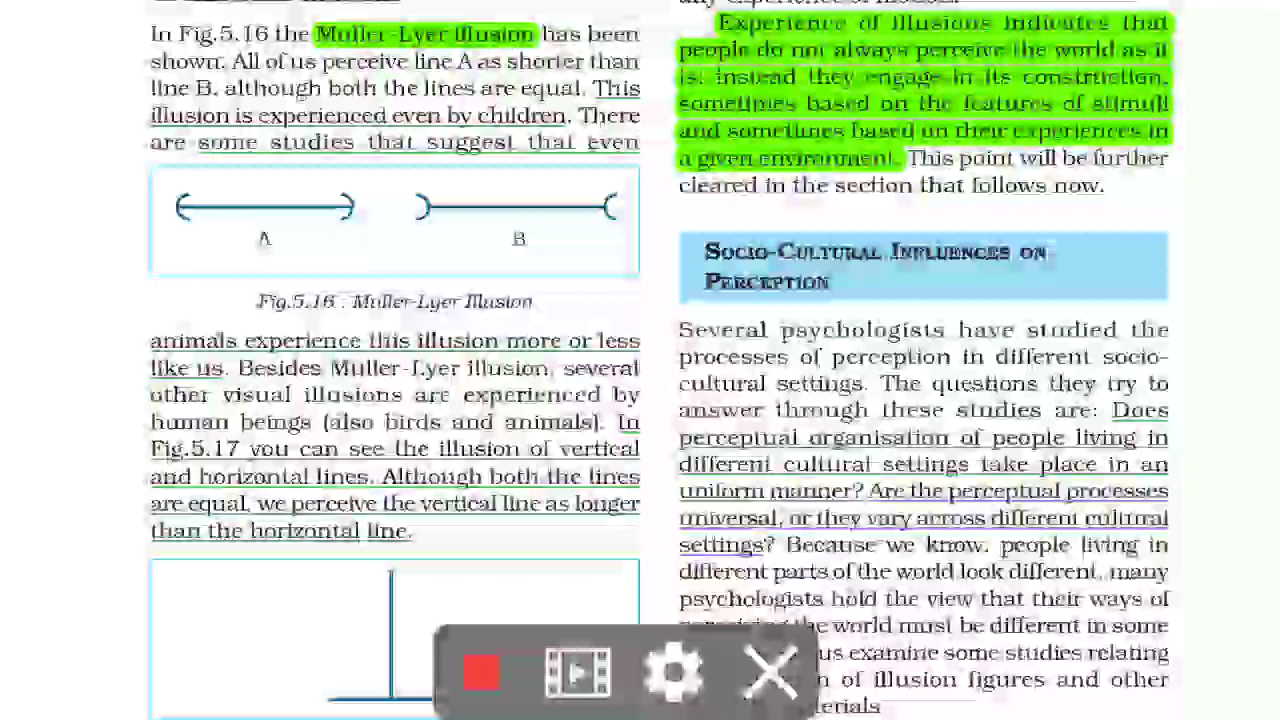 In Fig.5.16 the Muller-Lyer illusion has been
shown. All of us perceive line A as shorter than
line B, although both the lines are equal. This
illusion is experienced even by children. There
are some studies that suggest that even
A B
Fig.5.16 : Muller-Lyer Illusion
animals experience this illusion more or less
like us. Besides Muller-Lyer illusion, several
other visual illusions are experienced by
human beings (also birds and animals). In
Fig.5.17 you can see the illusion of vertical
and horizontal lines. Although both the lines
are equal, we perceive the vertical line as longer
than the horizontal line.
Experience of illusions indicates that
people do not always perceive the world as it
is; instead they engage in its construction,
sometimes based on the features of stimuli
and sometimes based on their experiences in
a given environment. This point will be further
cleared in the section that follows now.
SOCIO-CULTURAL INFLUENCES ON
PERCEPTION
Several psychologists have studied the
processes of perception in different socio-
cultural settings. The questions they try to
answer through these studies are: Does
perceptual organisation of people living in
different cultural settings take place in an
uniform manner? Are the perceptual processes
universal, or they vary across different cultural
settings? Because we know, people living in
different parts of the world look different, many
psychologists hold the view that their ways of
the world must be different in some
us examine some studies relating
of illusion figures and other